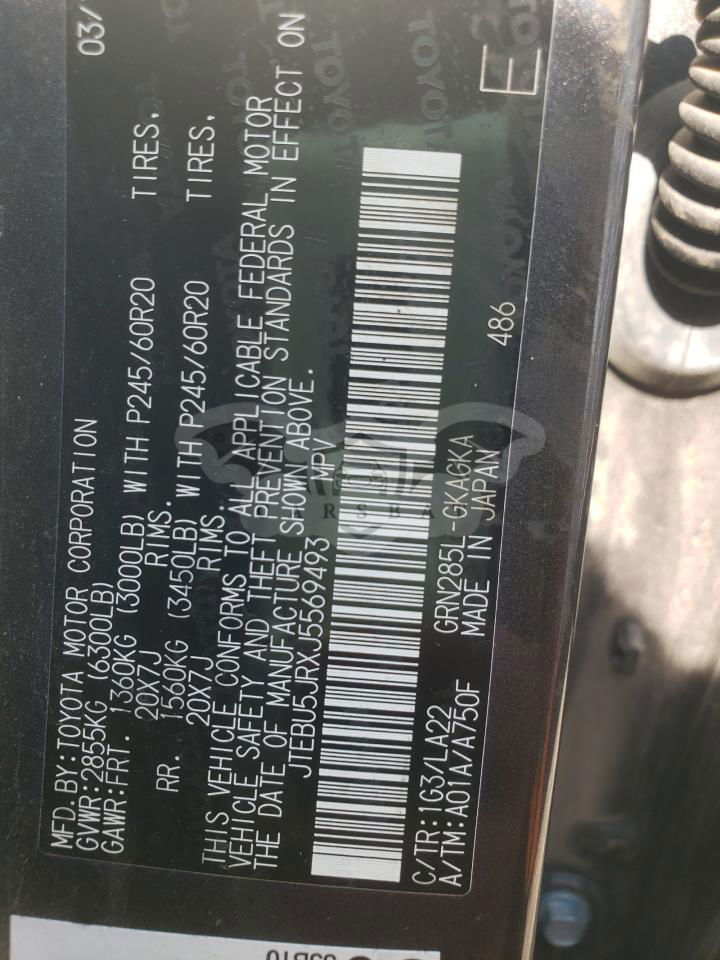 MFD.BY:TOYOTA MOTOR CORPORATION 03/
GVWR:2855KG (6300LB)
GAWR:FRT. 1360KG (3000LB) WITH P245/60R20 TIRES,
20X7J RIMS.
RR. 1560KG (3450LB) WITH P245/60R20 TIRES,
20X7J RIMS.
THIS VEHICLE CONFORMS TO ALL APPLICABLE FEDERAL MOTOR
VEHICLE SAFETY AND THEFT PREVENTION STANDARDS IN EFFECT ON
THE DATE OF MANUFACTURE SHOWN ABOVE.
JTEBU5JRXJ5569493 MPV
C/TR:1G3/LA22 GRN285L-GKAGKA 486
A/TM:A01A/A750F MADE IN JAPAN
TOYOTA